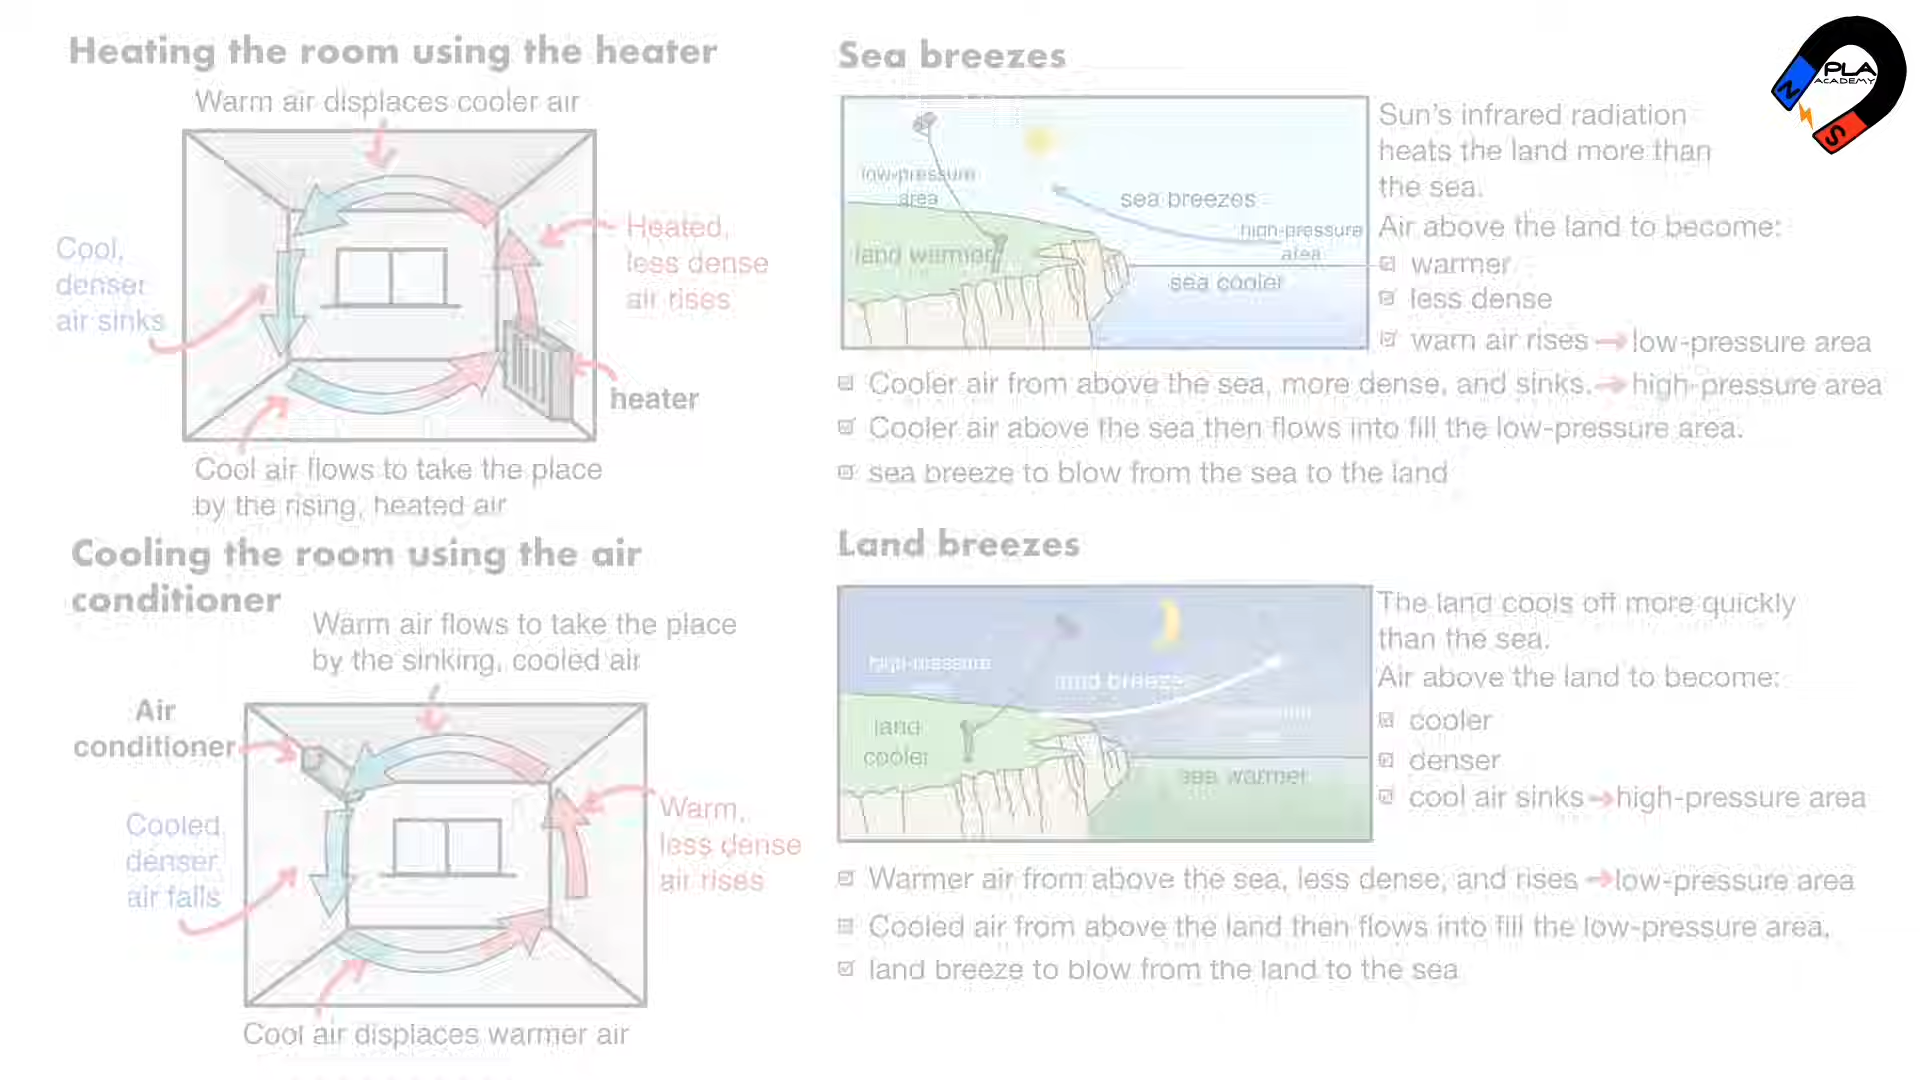 Heating the room using the heater
Warm air displaces cooler air
Cool,
denser
air sinks
Heated,
less dense
air rises
heater
Cool air flows to take the place
by the rising, heated air
Cooling the room using the air
conditioner
Warm air flows to take the place
by the sinking, cooled air
Air
conditioner
Cooled,
denser,
air falls
Warm,
less dense
air rises
Cool air displaces warmer air
Sea breezes
low-pressure
area
sea breezes
high-pressure
area
land warmer
sea cooler
Sun's infrared radiation
heats the land more than
the sea.
Air above the land to become:
warmer
less dense
warn air rises → low-pressure area
Cooler air from above the sea, more dense, and sinks. → high-pressure area
Cooler air above the sea then flows into fill the low-pressure area.
sea breeze to blow from the sea to the land
Land breezes
high-pressure
land breezes
land
cooler
sea warmer
The land cools off more quickly
than the sea.
Air above the land to become:
cooler
denser
cool air sinks → high-pressure area
Warmer air from above the sea, less dense, and rises → low-pressure area
Cooled air from above the land then flows into fill the low-pressure area,
land breeze to blow from the land to the sea
PLA
ACADEMY
N
S